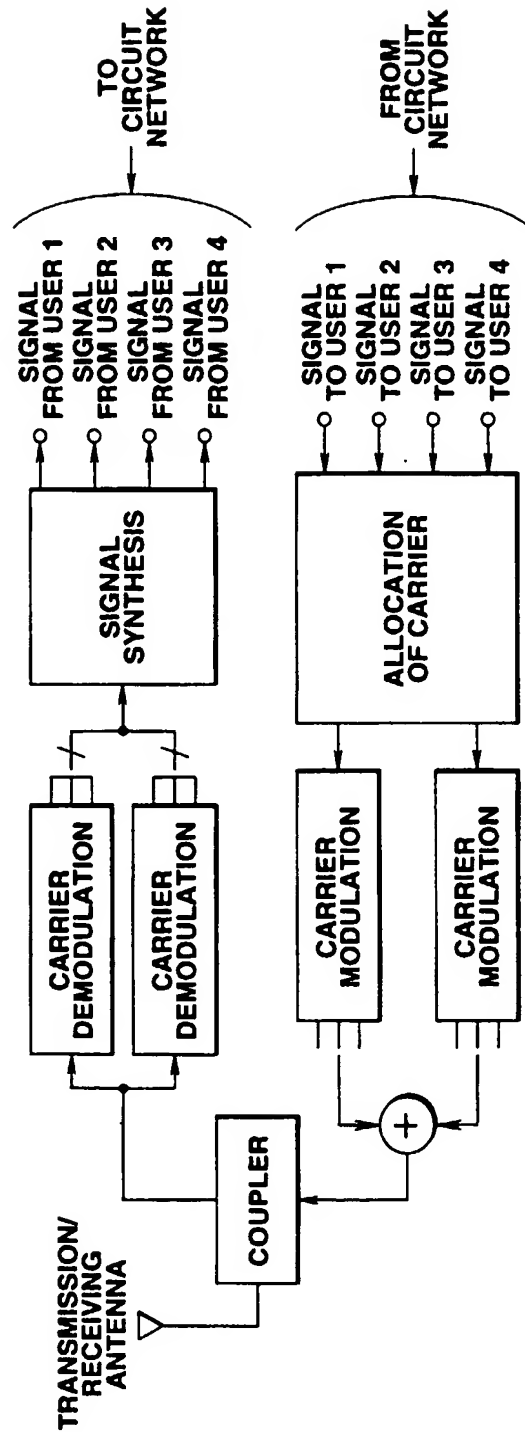 TRANSMISSION/
RECEIVING
ANTENNA
COUPLER
CARRIER
DEMODULATION
CARRIER
DEMODULATION
SIGNAL
SYNTHESIS
SIGNAL
FROM USER 1
SIGNAL
FROM USER 2
SIGNAL
FROM USER 3
SIGNAL
FROM USER 4
TO
CIRCUIT
NETWORK
+
CARRIER
MODULATION
CARRIER
MODULATION
ALLOCATION
OF CARRIER
SIGNAL
TO USER 1
SIGNAL
TO USER 2
SIGNAL
TO USER 3
SIGNAL
TO USER 4
FROM
CIRCUIT
NETWORK